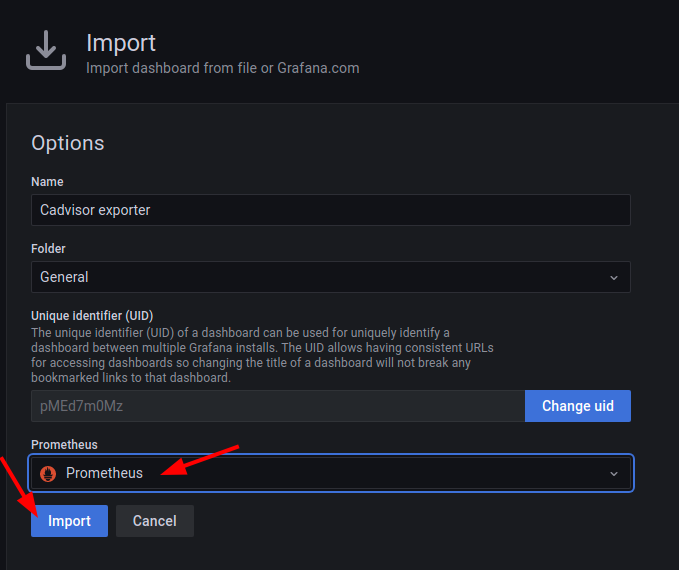 Import
Import dashboard from file or Grafana.com
Options
Name
Cadvisor exporter
Folder
General
Unique identifier (UID)
The unique identifier (UID) of a dashboard can be used for uniquely identify a
dashboard between multiple Grafana installs. The UID allows having consistent URLs
for accessing dashboards so changing the title of a dashboard will not break any
bookmarked links to that dashboard.
pMEd7m0Mz
Change uid
Prometheus
Prometheus
Import
Cancel